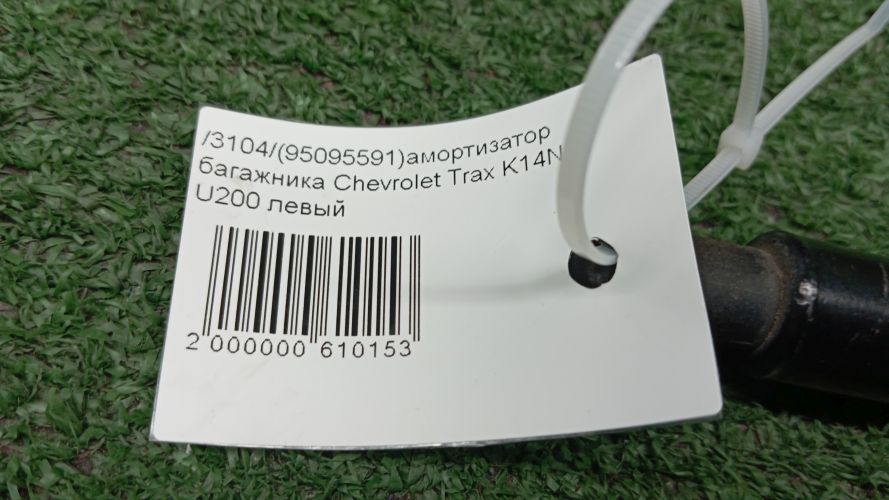 /3104/(95095591)амортизатор
багажника Chevrolet Trax K14N
U200 левый
2 000000 610153